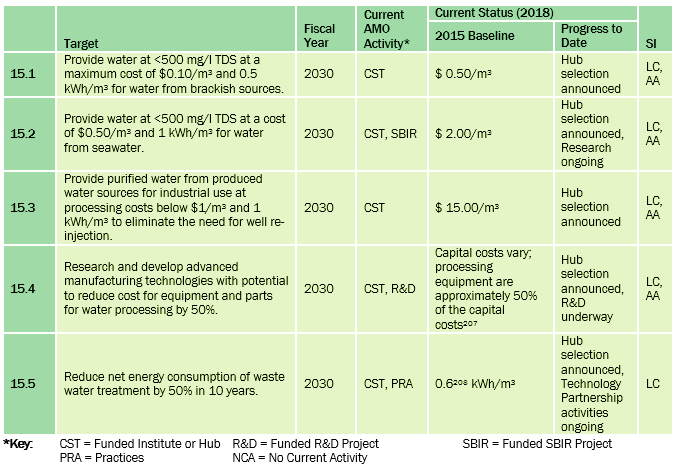 Target
Fiscal Year
Current AMO Activity*
Current Status (2018)
2015 Baseline
Progress to Date
SI
15.1
Provide water at <500 mg/l TDS at a
maximum cost of $0.10/m³ and 0.5
kWh/m³ for water from brackish sources.
2030
CST
$ 0.50/m³
Hub
selection
announced
LC,
AA
15.2
Provide water at <500 mg/l TDS at a cost
of $0.50/m³ and 1 kWh/m³ for water
from seawater.
2030
CST, SBIR
$ 2.00/m³
Hub
selection
announced,
Research
ongoing
LC,
AA
15.3
Provide purified water from produced
water sources for industrial use at
processing costs below $1/m³ and 1
kWh/m³ to eliminate the need for well re-
injection.
2030
CST
$ 15.00/m³
Hub
selection
announced
LC,
AA
15.4
Research and develop advanced
manufacturing technologies with potential
to reduce cost for equipment and parts
for water processing by 50%.
2030
CST, R&D
Capital costs vary;
processing
equipment are
approximately 50%
of the capital
costs²⁰⁷
Hub
selection
announced,
R&D
underway
LC,
AA
15.5
Reduce net energy consumption of waste
water treatment by 50% in 10 years.
2030
CST, PRA
0.6²⁰⁸ kWh/m³
Hub
selection
announced,
Technology
Partnership
activities
ongoing
LC
*Key: CST = Funded Institute or Hub R&D = Funded R&D Project SBIR = Funded SBIR Project
PRA = Practices NCA = No Current Activity